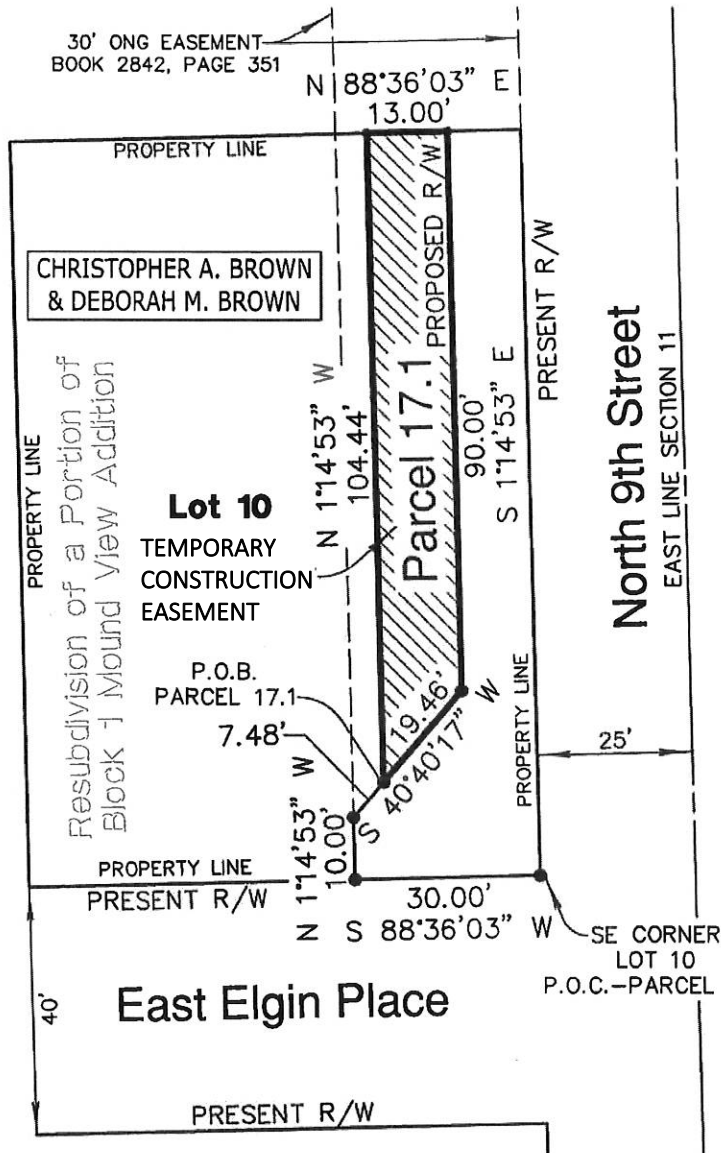 30' ONG EASEMENT
BOOK 2842, PAGE 351
N 88°36'03" E
13.00'
PROPERTY LINE
CHRISTOPHER A. BROWN
& DEBORAH M. BROWN
PROPERTY LINE
Resubdivision of a Portion of
Block 1 Mound View Addition
Lot 10
TEMPORARY
CONSTRUCTION
EASEMENT
N 1°14'53" W
104.44'
Parcel 17.1
PROPOSED R/W
90.00'
S 1°14'53" E
PRESENT R/W
North 9th Street
EAST LINE SECTION 11
P.O.B.
PARCEL 17.1
7.48'
19.46'
S 40°40'17" W
PROPERTY LINE
25'
N 1°14'53" W
10.00'
PROPERTY LINE
PRESENT R/W
30.00'
S 88°36'03" W
SE CORNER
LOT 10
P.O.C.-PARCEL
40'
East Elgin Place
PRESENT R/W